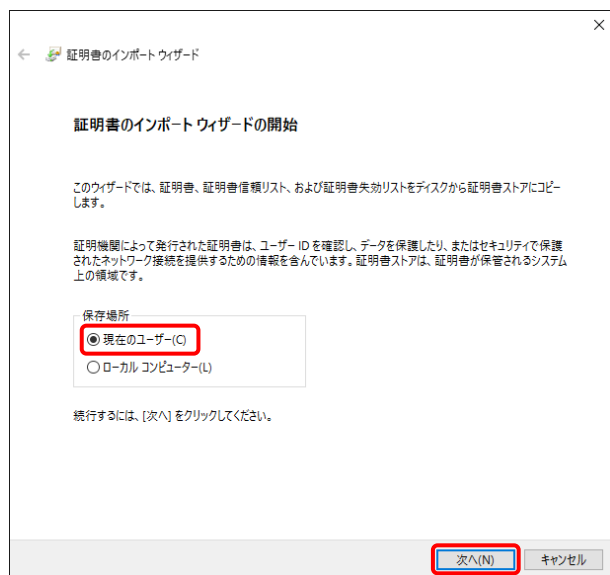 証明書のインポート ウィザード
証明書のインポート ウィザードの開始
このウィザードでは、証明書、証明書信頼リスト、および証明書失効リストをディスクから証明書ストアにコピー
します。
証明機関によって発行された証明書は、ユーザー ID を確認し、データを保護したり、またはセキュリティで保護
されたネットワーク接続を提供するための情報を含んでいます。証明書ストアは、証明書が保管されるシステム
上の領域です。
保存場所
現在のユーザー(C)
ローカル コンピューター(L)
続行するには、[次へ] をクリックしてください。
次へ(N) キャンセル